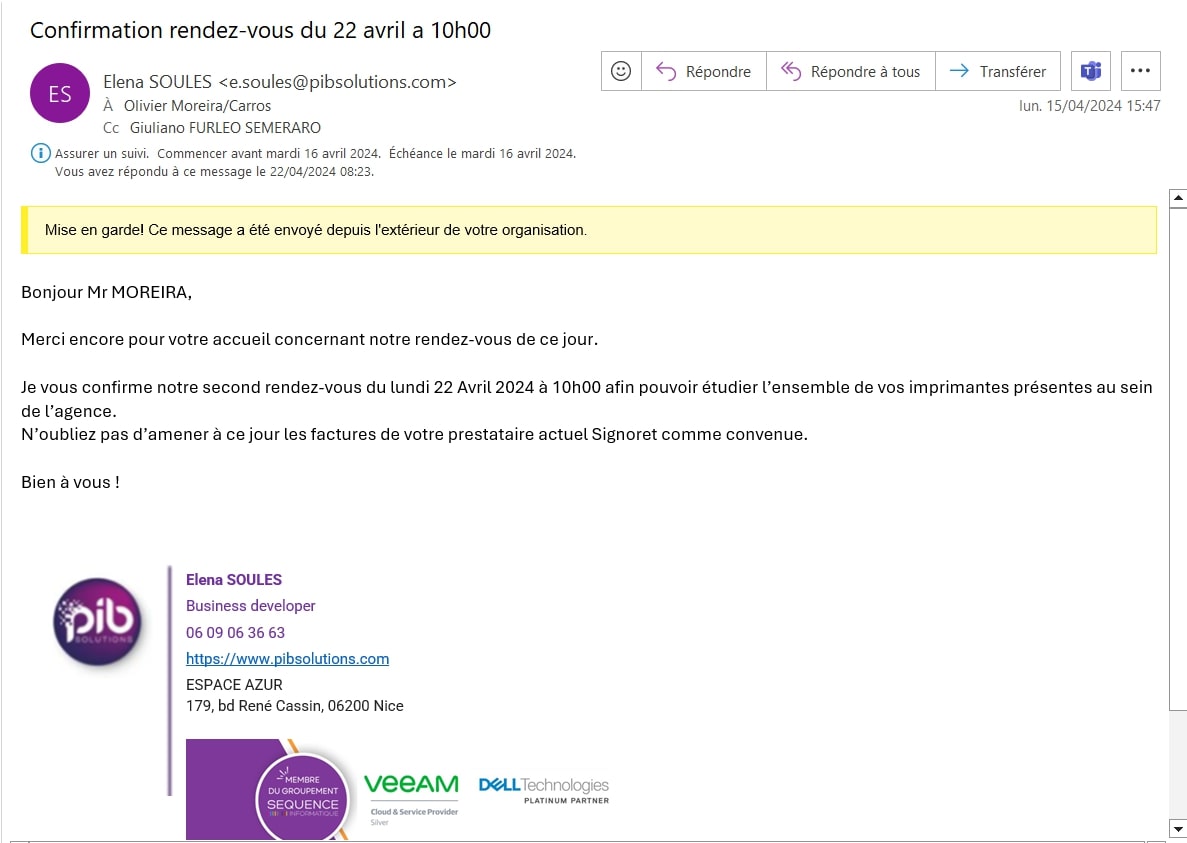 Confirmation rendez-vous du 22 avril a 10h00
ES
Elena SOULES <e.soules@pibsolutions.com>
À Olivier Moreira/Carros
Cc Giuliano FURLEO SEMERARO
Répondre
Répondre à tous
Transférer
lun. 15/04/2024 15:47
Assurer un suivi. Commencer avant mardi 16 avril 2024. Échéance le mardi 16 avril 2024.
Vous avez répondu à ce message le 22/04/2024 08:23.
Mise en garde! Ce message a été envoyé depuis l'extérieur de votre organisation.
Bonjour Mr MOREIRA,
Merci encore pour votre accueil concernant notre rendez-vous de ce jour.
Je vous confirme notre second rendez-vous du lundi 22 Avril 2024 à 10h00 afin pouvoir étudier l’ensemble de vos imprimantes présentes au sein
de l’agence.
N’oubliez pas d’amener à ce jour les factures de votre prestataire actuel Signoret comme convenue.
Bien à vous !
pib
SOLUTIONS
Elena SOULES
Business developer
06 09 06 36 63
https://www.pibsolutions.com
ESPACE AZUR
179, bd René Cassin, 06200 Nice
MEMBRE
DU GROUPEMENT
SEQUENCE
INFORMATIQUE
veeAM
Cloud & Service Provider
Silver
DELL Technologies
PLATINUM PARTNER